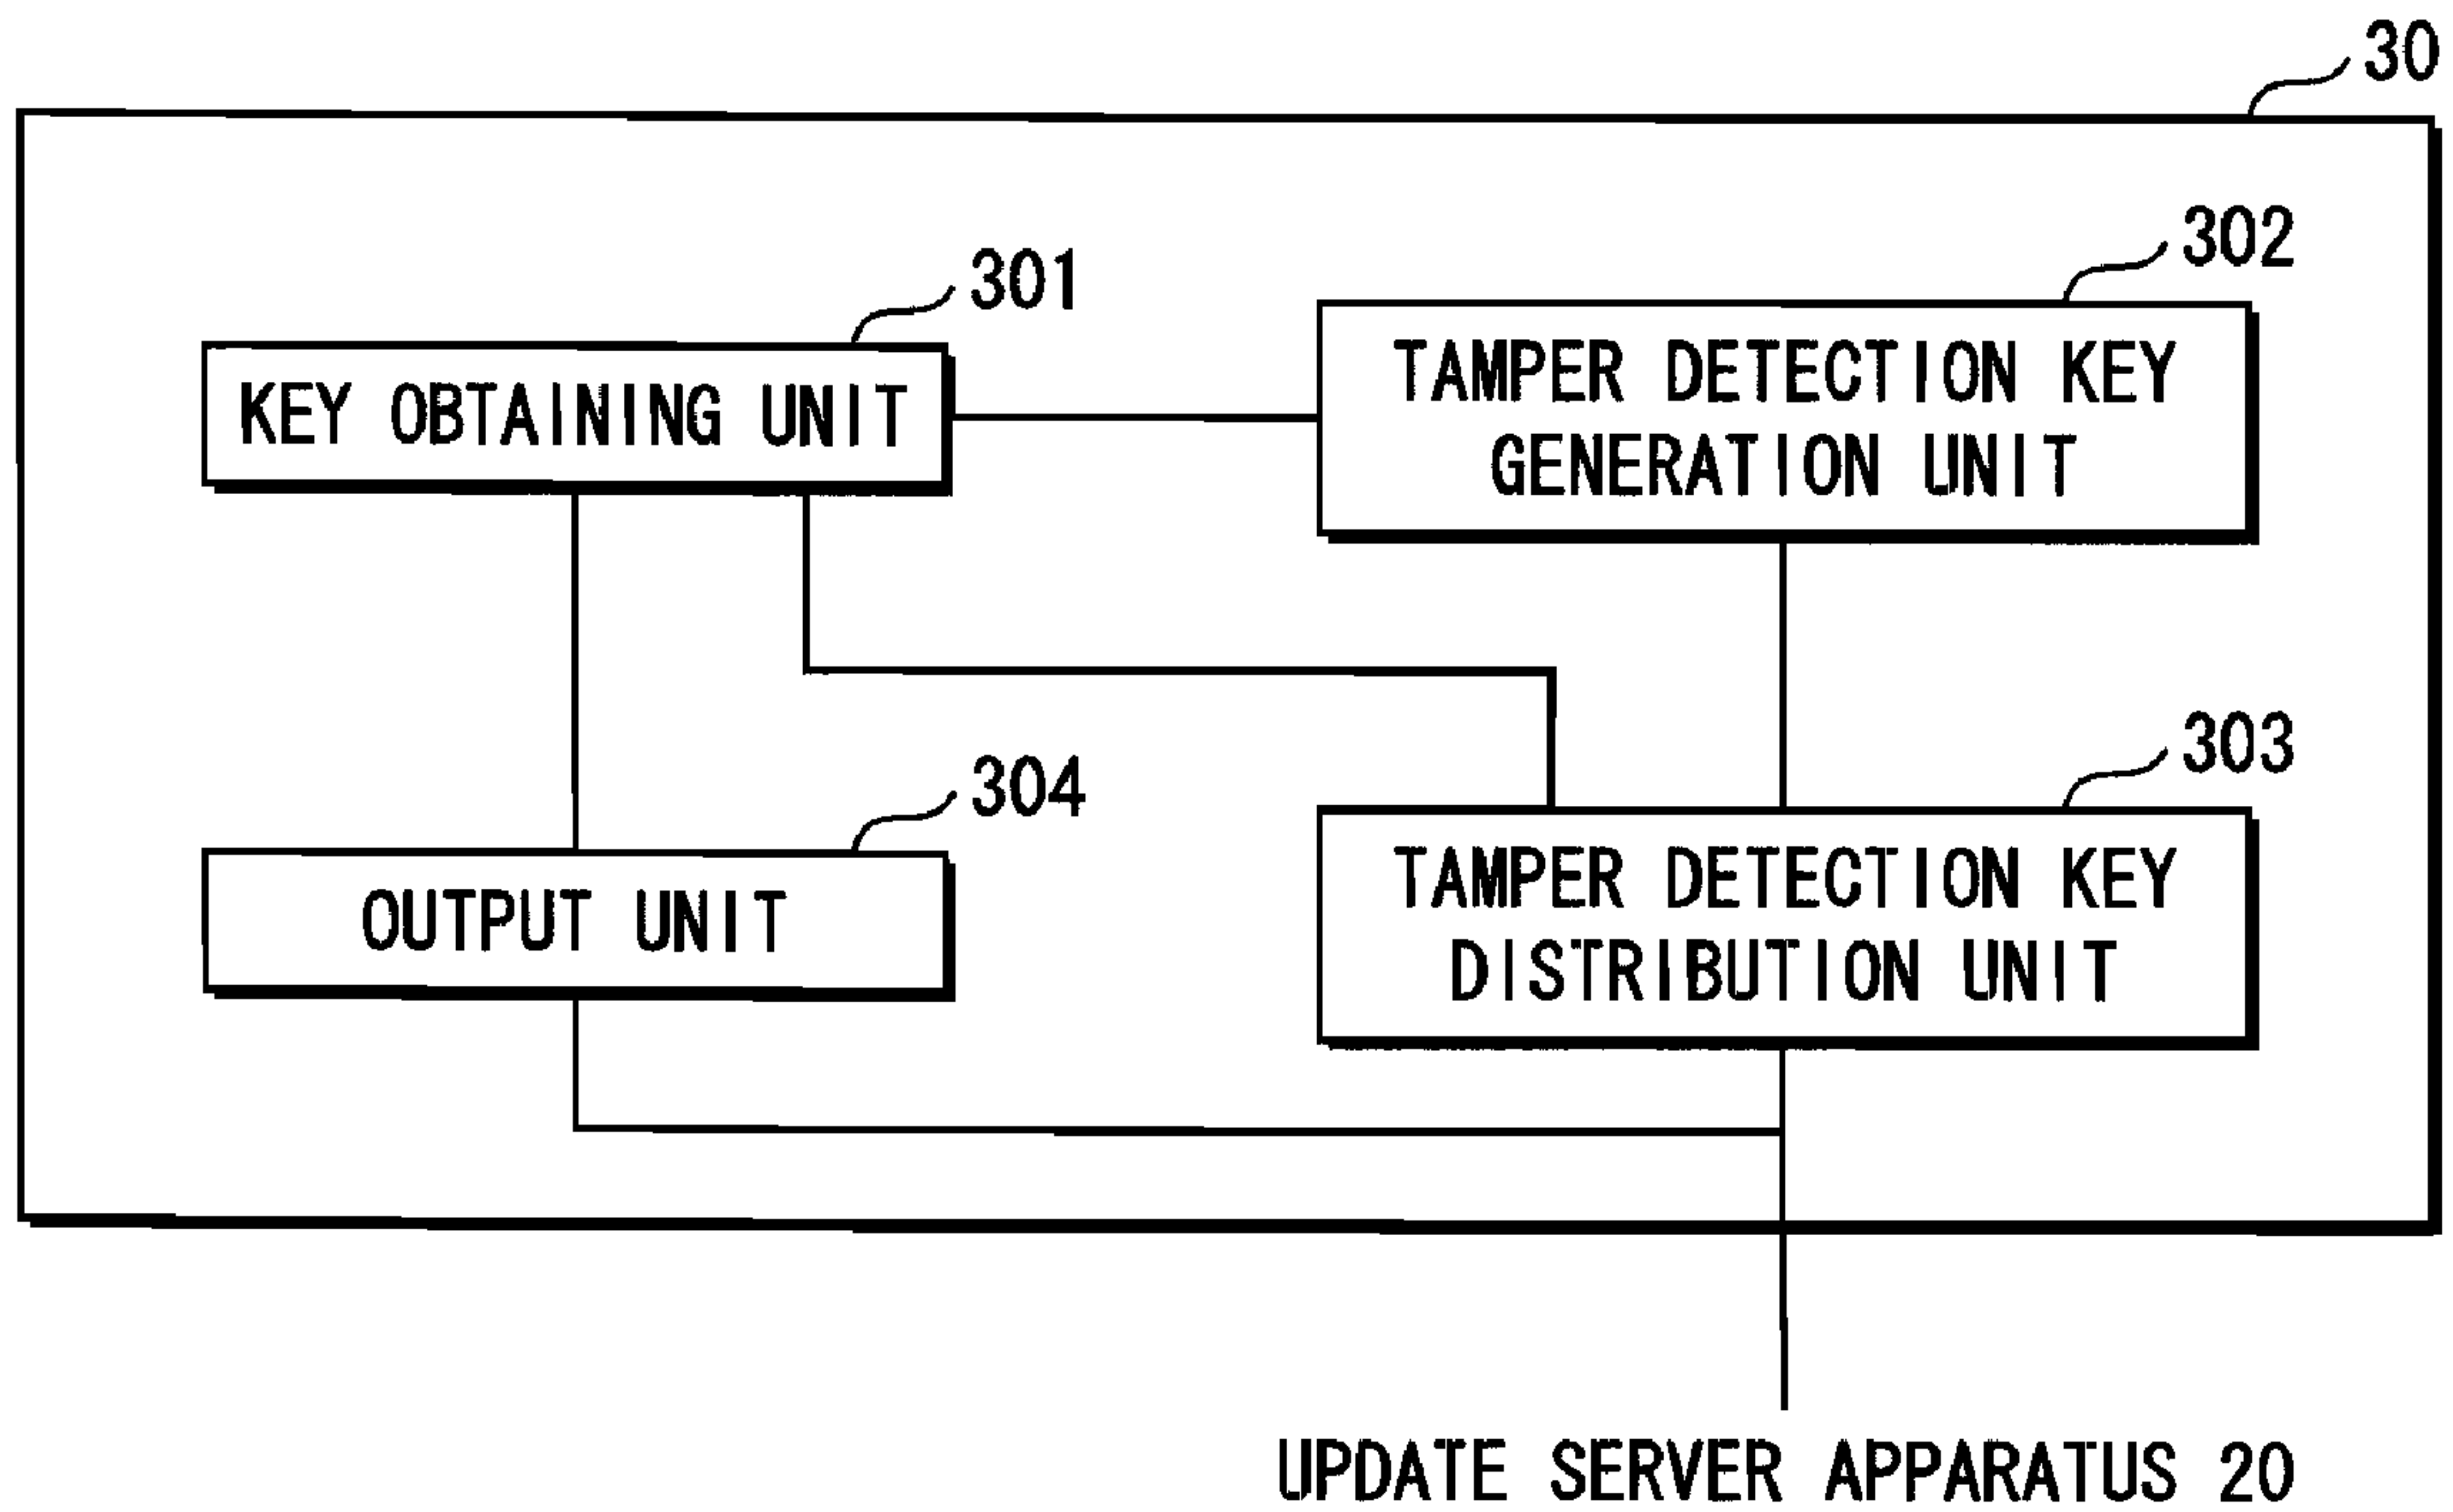 30
301
302
KEY OBTAINING UNIT
TAMPER DETECTION KEY
GENERATION UNIT
304
303
OUTPUT UNIT
TAMPER DETECTION KEY
DISTRIBUTION UNIT
UPDATE SERVER APPARATUS 20